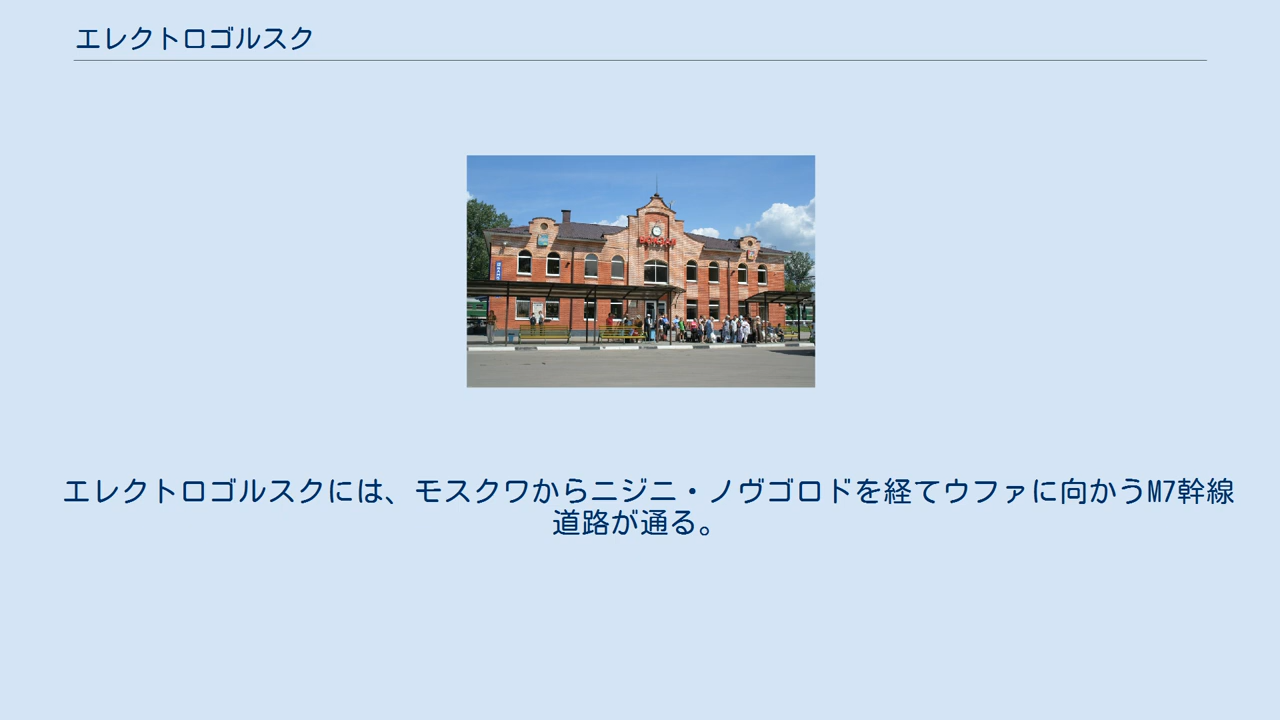 エレクトロゴルスク
エレクトロゴルスクには、モスクワからニジニ・ノヴゴロドを経てウファに向かうM7幹線
道路が通る。